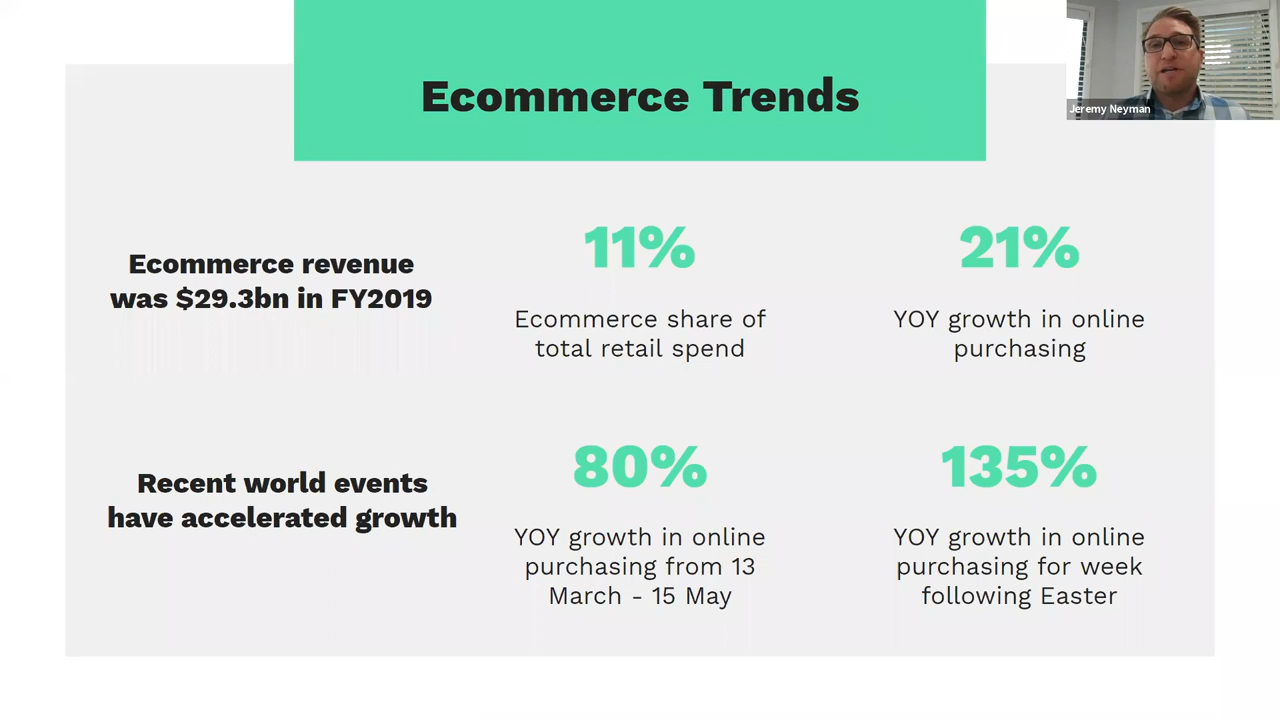 Ecommerce Trends
Jeremy Neyman
Ecommerce revenue
was $29.3bn in FY2019
11%
Ecommerce share of
total retail spend
21%
YOY growth in online
purchasing
Recent world events
have accelerated growth
80%
YOY growth in online
purchasing from 13
March - 15 May
135%
YOY growth in online
purchasing for week
following Easter